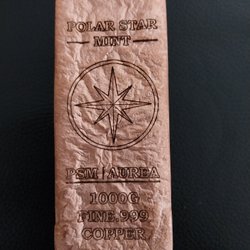 POLAR STAR
MINT
PSM | AUREA
1000G
FINE .999
COPPER